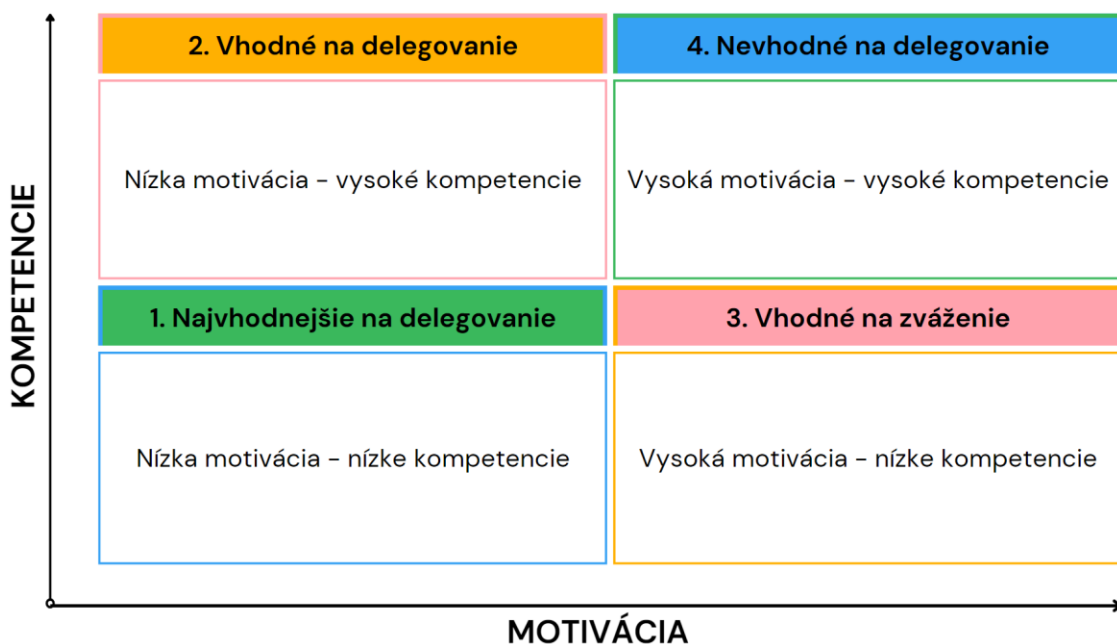 KOMPETENCIE
2. Vhodné na delegovanie
Nízka motivácia – vysoké kompetencie
4. Nevhodné na delegovanie
Vysoká motivácia – vysoké kompetencie
1. Najvhodnejšie na delegovanie
Nízka motivácia – nízke kompetencie
3. Vhodné na zváženie
Vysoká motivácia – nízke kompetencie
MOTIVÁCIA